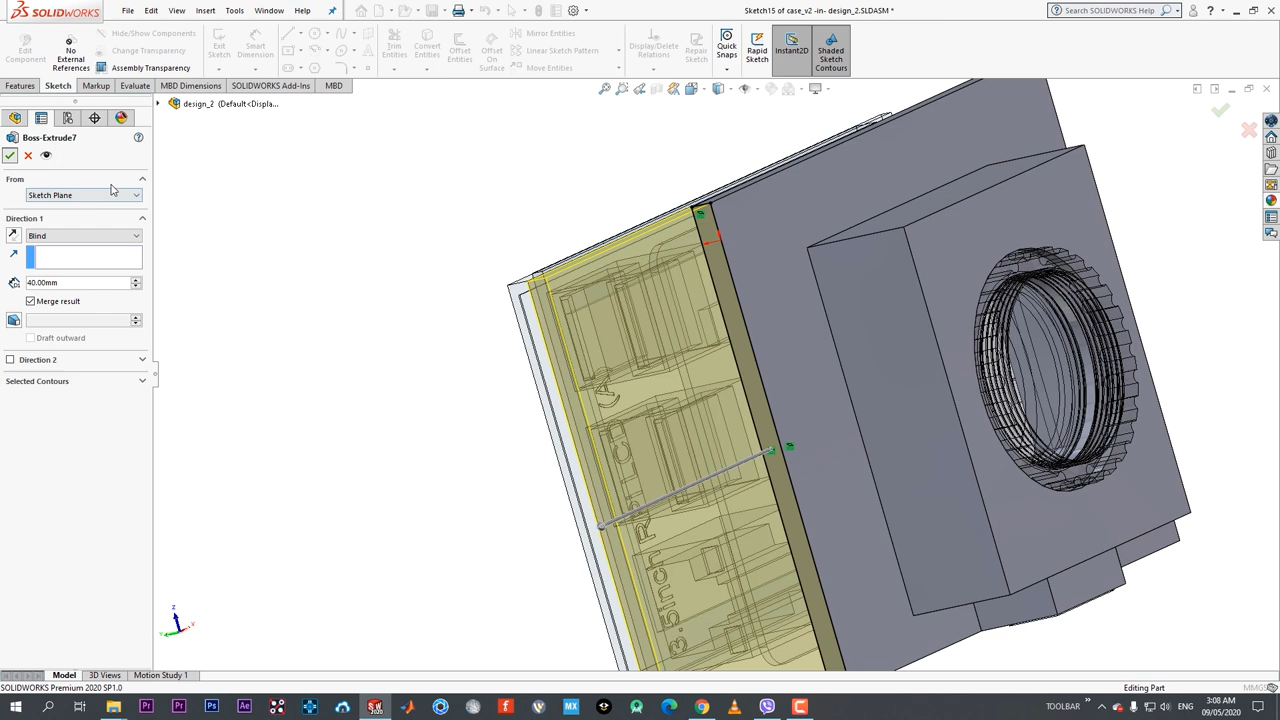 SOLIDWORKS
File Edit View Insert Tools Window Help
Sketch15 of case_v2 -in- design_2.SLDASM *
Search SOLIDWORKS Help
Edit Component
No External References
Hide/Show Components
Change Transparency
Assembly Transparency
Exit Sketch
Smart Dimension
Trim Entities
Convert Entities
Offset Entities
Offset On Surface
Mirror Entities
Linear Sketch Pattern
Move Entities
Display/Delete Relations
Repair Sketch
Quick Snaps
Rapid Sketch
Instant2D
Shaded Sketch Contours
Features Sketch Markup Evaluate MBD Dimensions SOLIDWORKS Add-Ins MBD
design_2 (Default<Displa...
Boss-Extrude7
From
Sketch Plane
Direction 1
Blind
40.00mm
Merge result
Draft outward
Direction 2
Selected Contours
3.5inch
Model 3D Views Motion Study 1
SOLIDWORKS Premium 2020 SP1.0
Editing Part
MMGS
TOOLBAR
3:08 AM
09/05/2020